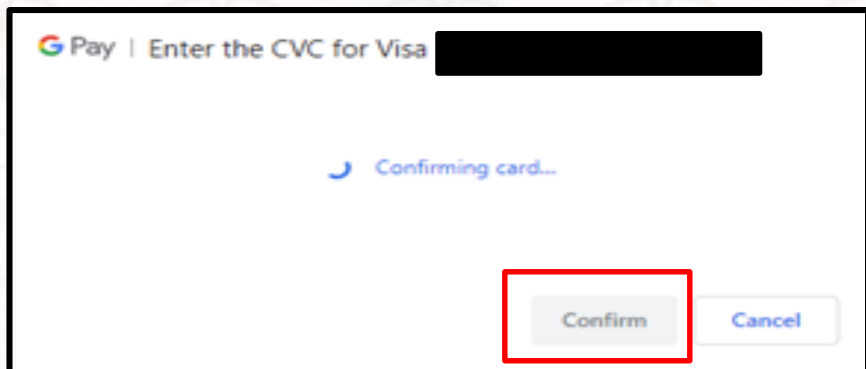 G Pay | Enter the CVC for Visa
Confirming card...
Confirm Cancel